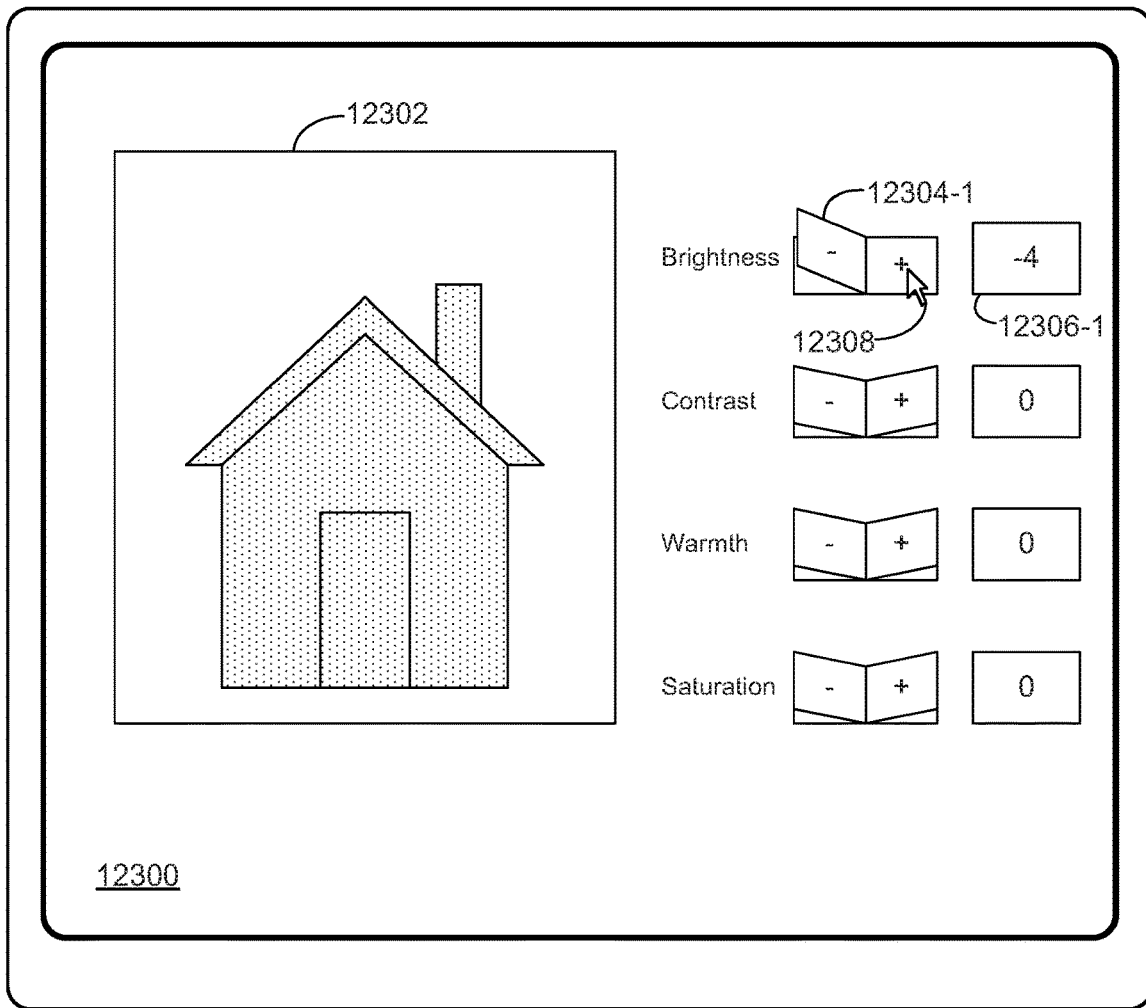 12302
12304-1
Brightness - + -4
12308 12306-1
Contrast - + 0
Warmth - + 0
Saturation - + 0
12300